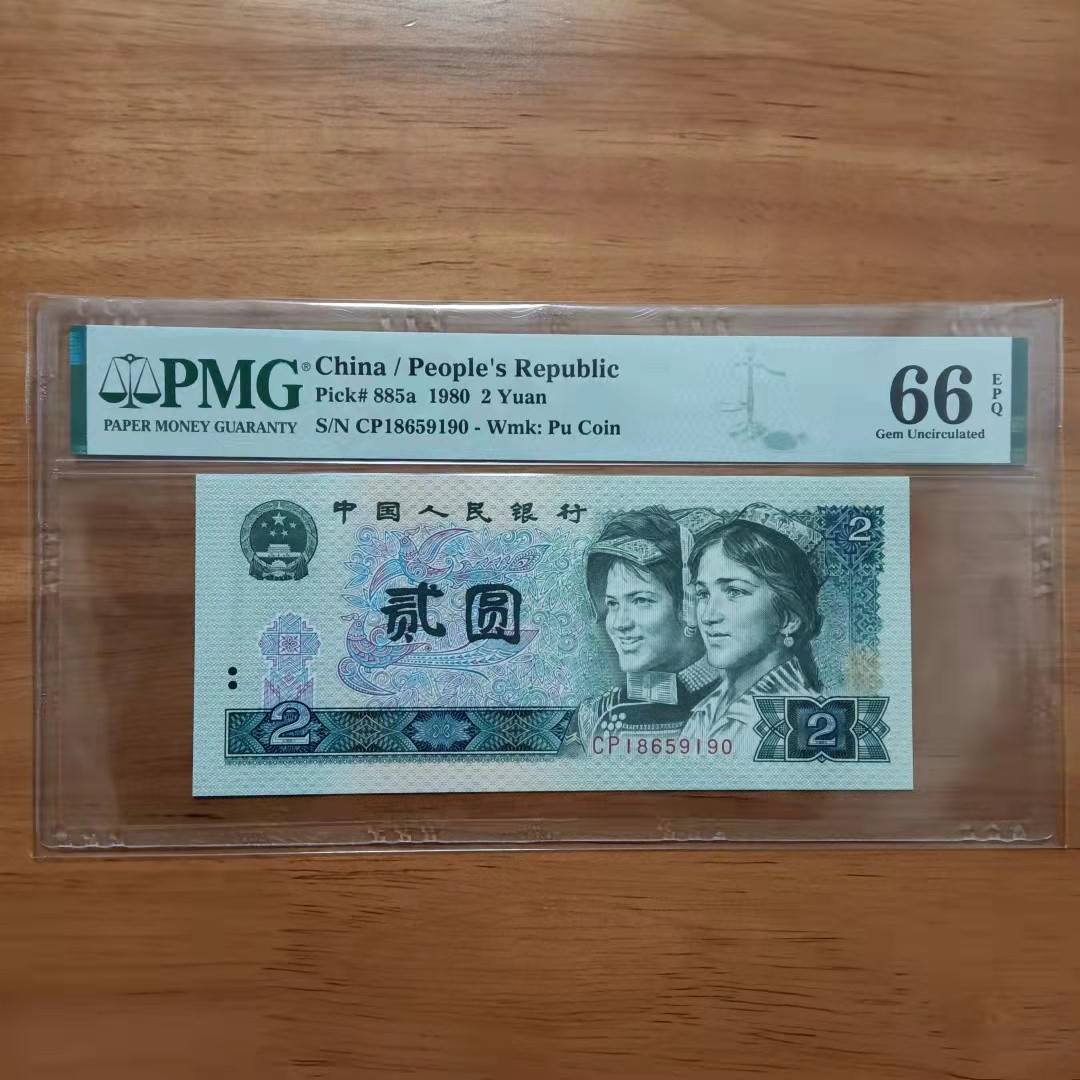 PMG®
PAPER MONEY GUARANTY
China / People's Republic
Pick# 885a 1980 2 Yuan
S/N CP18659190 - Wmk: Pu Coin
66 EPQ
Gem Uncirculated
中国人民银行
2
贰圆
2
CP18659190
2